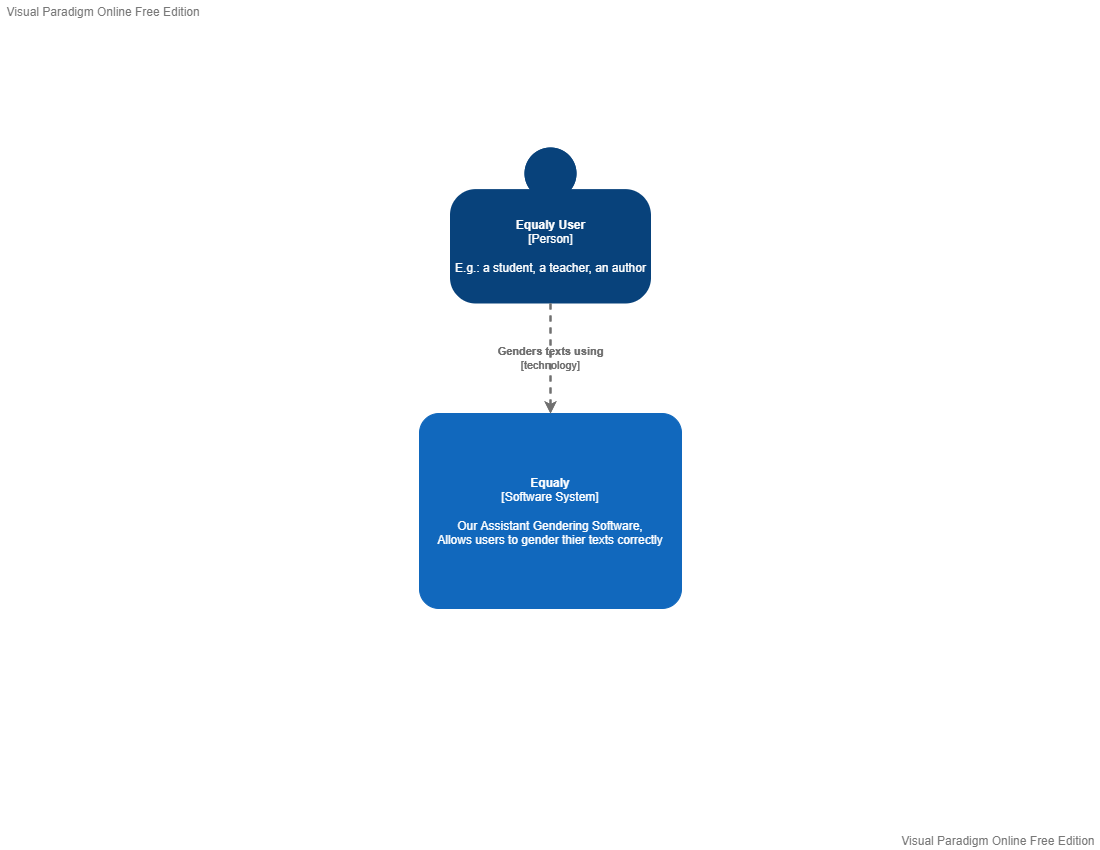 Visual Paradigm Online Free Edition
Equaly User
[Person]
E.g.: a student, a teacher, an author
Genders texts using
[technology]
Equaly
[Software System]
Our Assistant Gendering Software,
Allows users to gender thier texts correctly
Visual Paradigm Online Free Edition